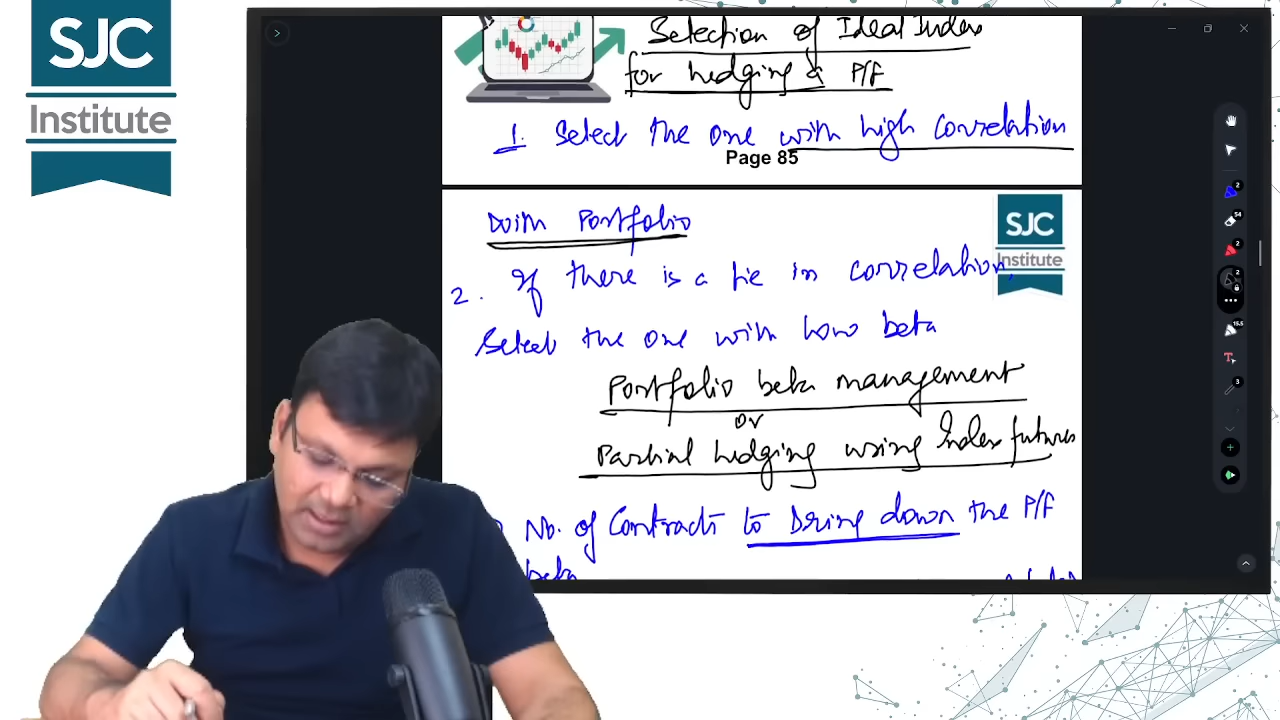 SJC
Institute
Selection of Ideal Index
for hedging a P/F
1. Select the one with high correlation
Page 85
with Portfolio
SJC
Institute
2. If there is a tie in correlation,
Select the one with low beta
Portfolio beta management
or
Partial hedging using Index futures
No. of Contracts to bring down the P/F
beta